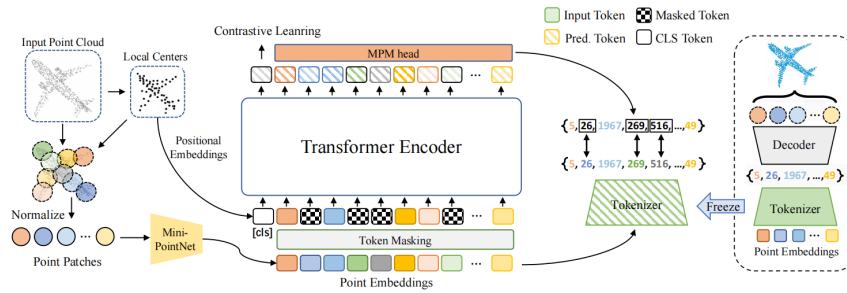 Input Point Cloud
Local Centers
Contrastive Leanring
MPM head
Input Token
Masked Token
Pred. Token
CLS Token
...
Transformer Encoder
Positional
Embeddings
[cls]
...
Token Masking
...
Point Embeddings
Normalize
...
Point Patches
Mini-
PointNet
{5, 26, 1967, 269, 516, ...,49}
{5, 26, 1967, 269, 516, ...,49}
Tokenizer
Freeze
...
Decoder
{5, 26, 1967, ...,49}
Tokenizer
...
Point Embeddings